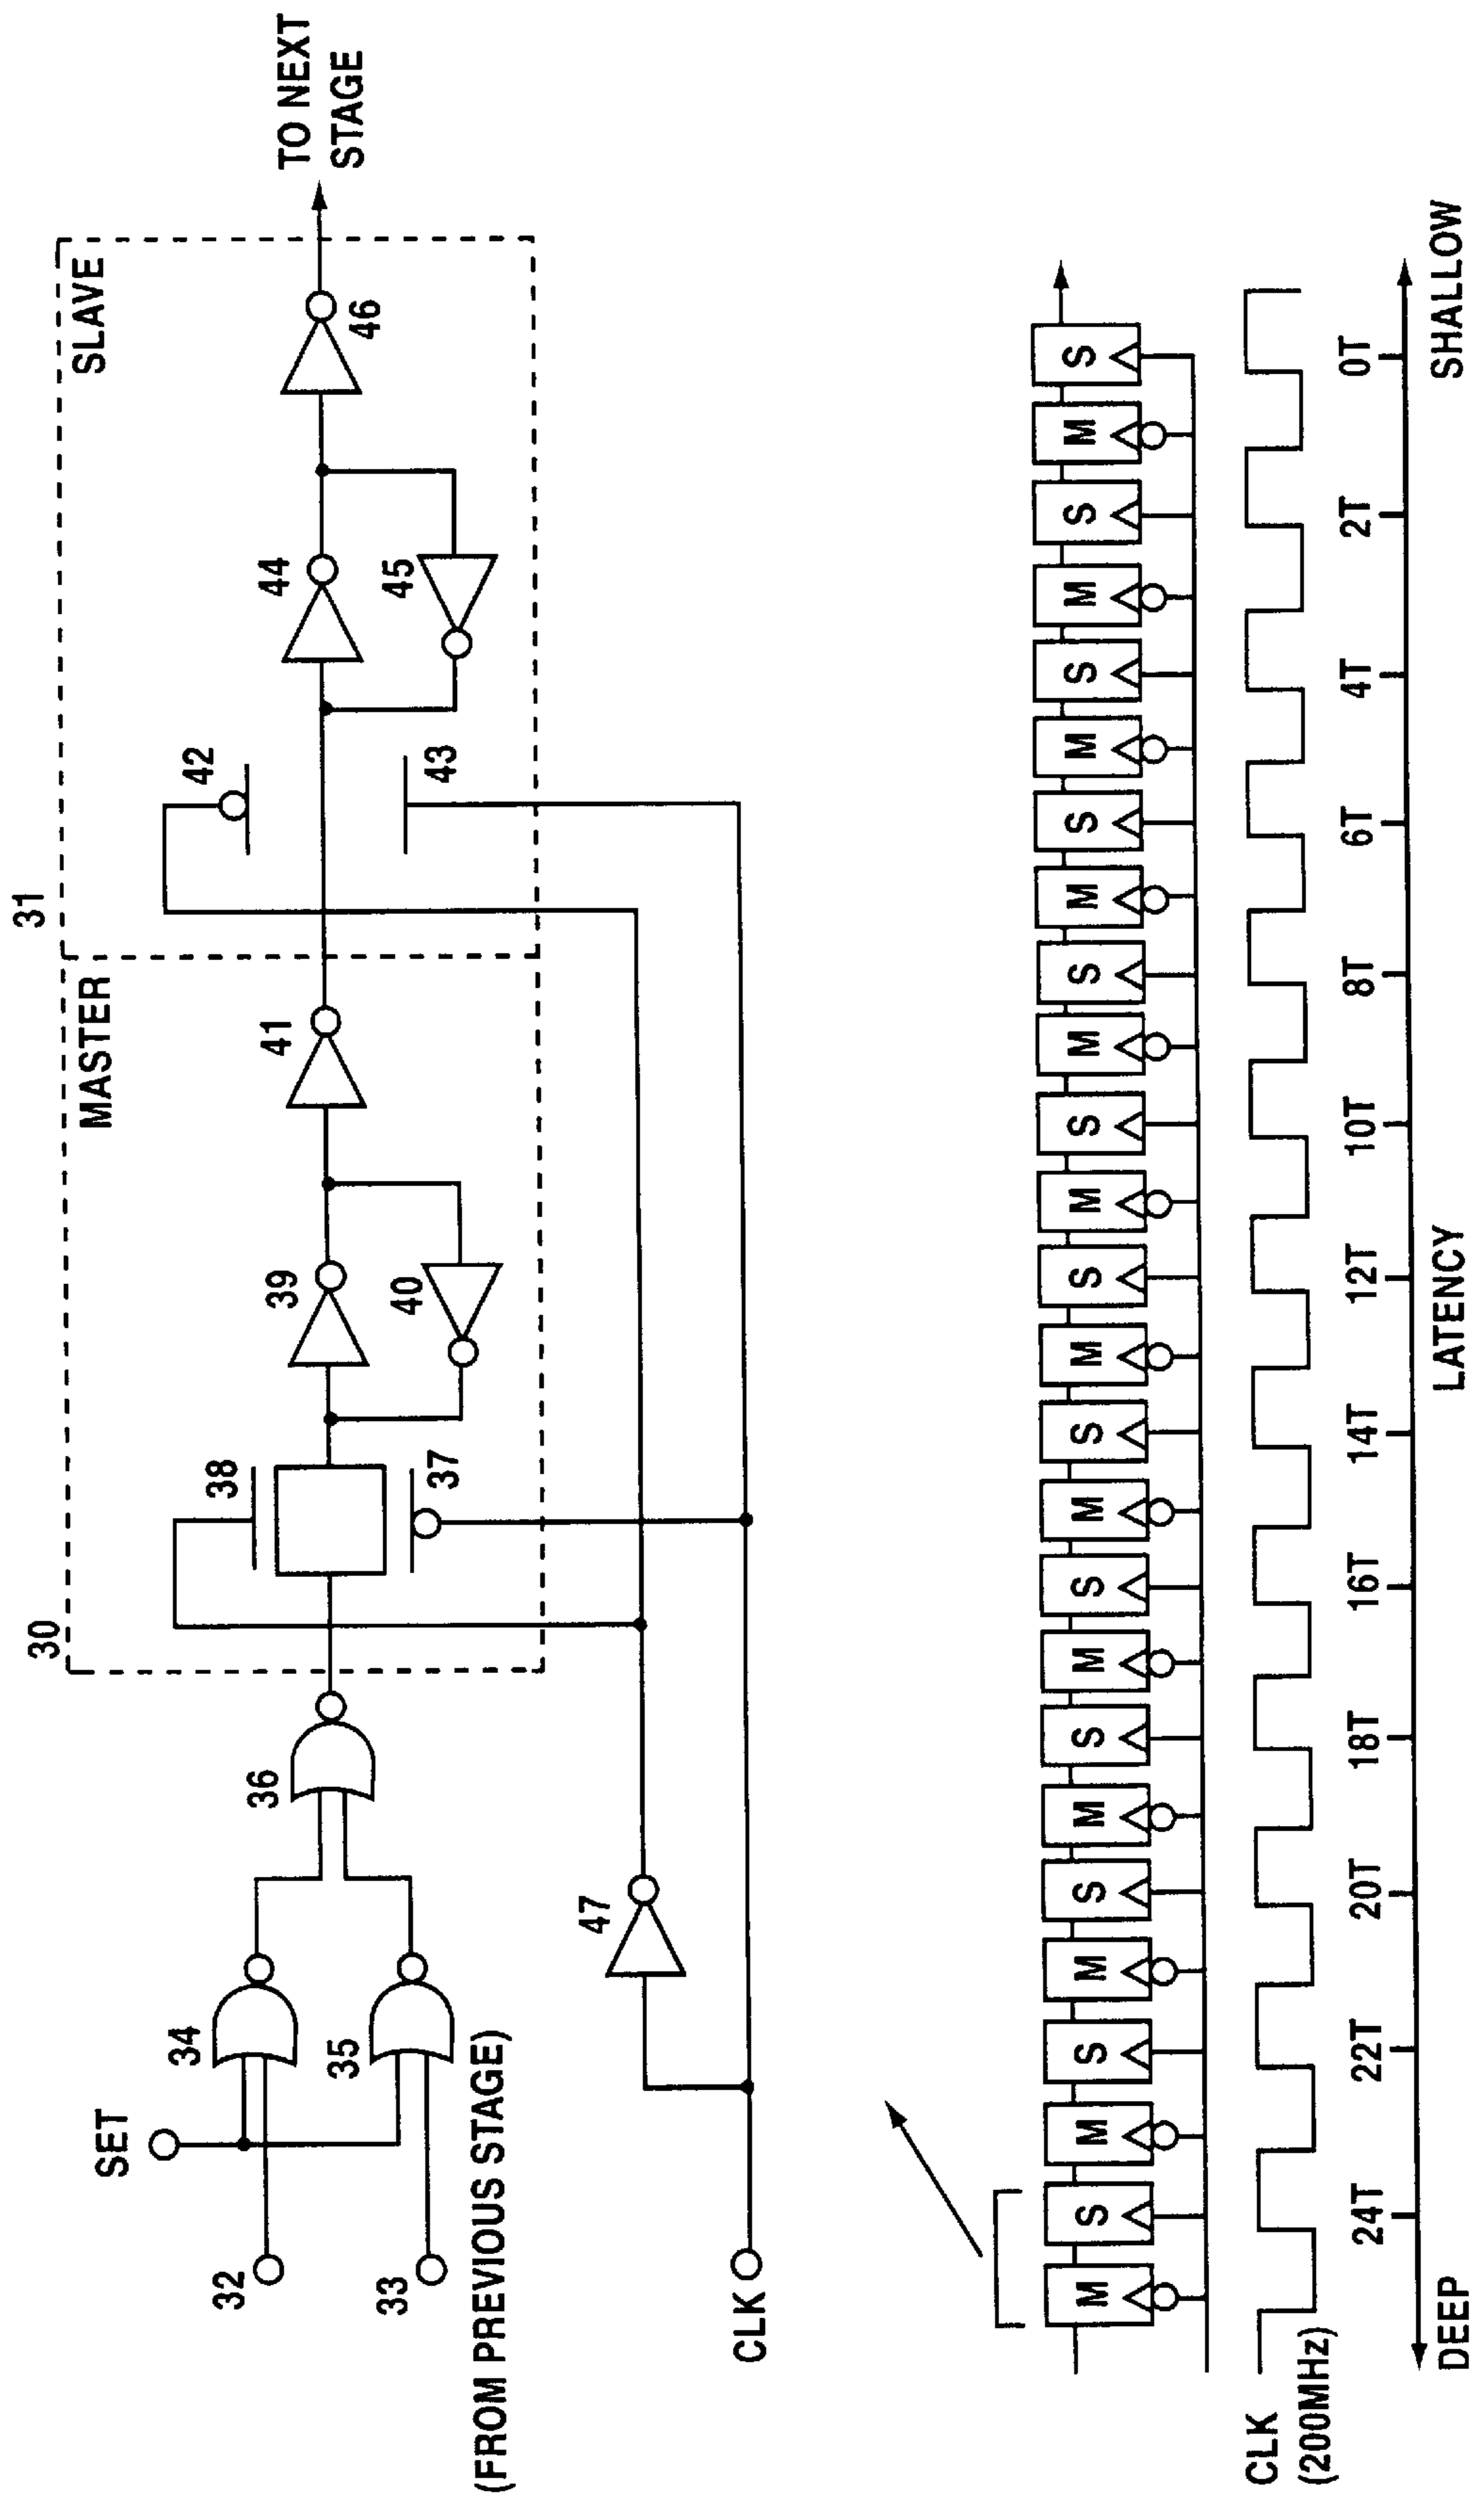 30
31
MASTER
SLAVE
SET
34
36
38
42
32
35
39
41
44
46
TO NEXT
STAGE
33
40
37
43
45
(FROM PREVIOUS STAGE)
47
CLK
M S M S M S M S M S M S M S M S M S M S M S M S M S
CLK
(200MHz)
24T 22T 20T 18T 16T 14T 12T 10T 8T 6T 4T 2T 0T
DEEP
LATENCY
SHALLOW